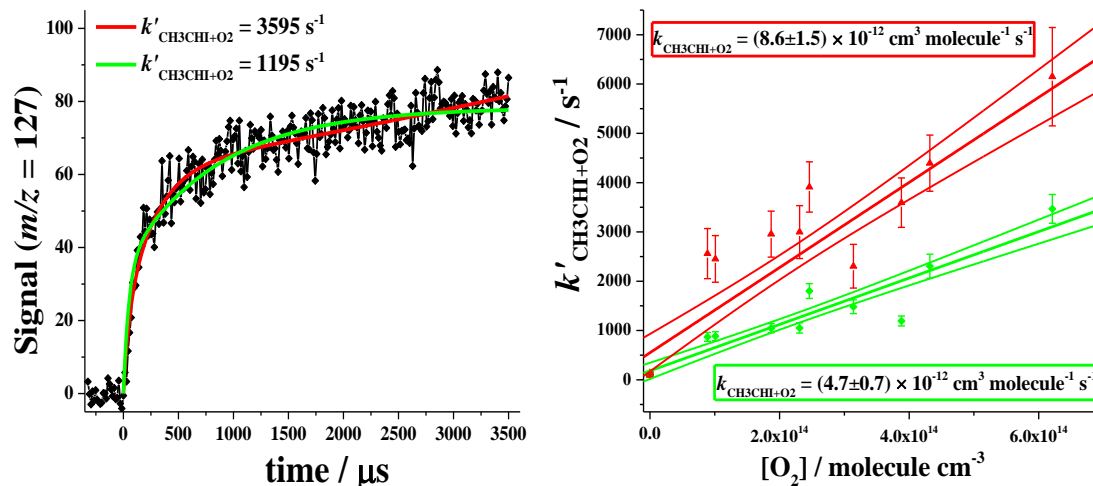 k′CH3CHI+O2 = 3595 s-1
k′CH3CHI+O2 = 1195 s-1
100
80
60
40
20
0
Signal (m/z = 127)
0 500 1000 1500 2000 2500 3000 3500
time / μs
kCH3CHI+O2 = (8.6±1.5) × 10-12 cm3 molecule-1 s-1
7000
6000
5000
4000
3000
2000
1000
0
k′CH3CHI+O2 / s-1
kCH3CHI+O2 = (4.7±0.7) × 10-12 cm3 molecule-1 s-
0.0 2.0x1014 4.0x1014 6.0x1014
[O2] / molecule cm-3